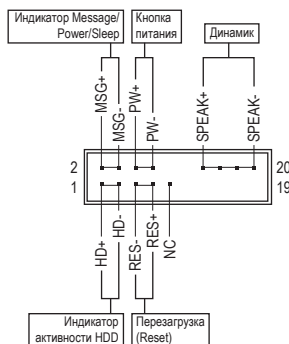 Индикатор Message/
Power/Sleep
Кнопка
питания
Динамик
MSG+
MSG-
PW+
PW-
SPEAK+
SPEAK-
2
20
1
19
HD+
HD-
RES-
RES+
NC
Индикатор
активности HDD
Перезагрузка
(Reset)